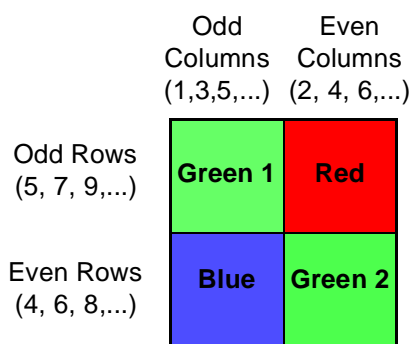 Odd
Columns
(1,3,5,...)
Even
Columns
(2, 4, 6,...)
Odd Rows
(5, 7, 9,...)
Green 1
Red
Even Rows
(4, 6, 8,...)
Blue
Green 2